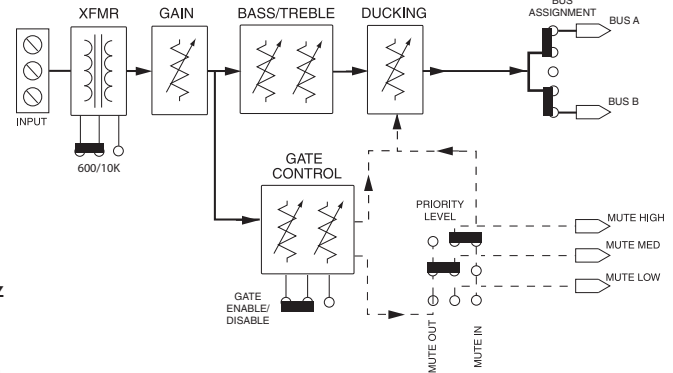 BUS
XFMR
GAIN
BASS/TREBLE
DUCKING
ASSIGNMENT
BUS A
BUS B
INPUT
600/10K
GATE
CONTROL
PRIORITY
LEVEL
MUTE HIGH
MUTE MED
MUTE LOW
z
GATE
ENABLE/
DISABLE
MUTE OUT
MUTE IN